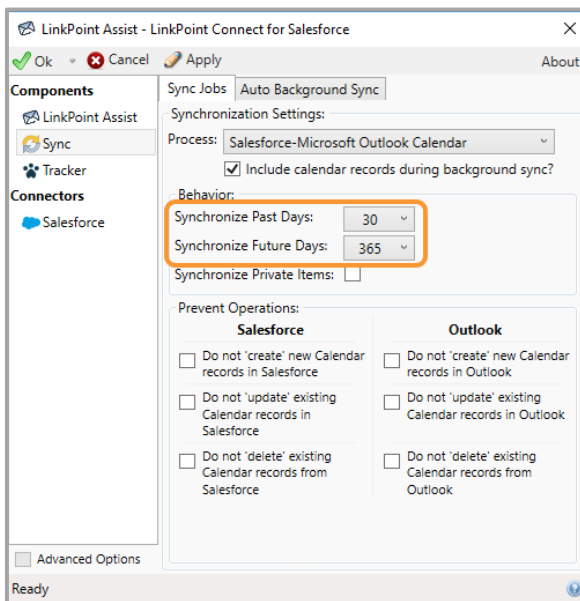 LinkPoint Assist - LinkPoint Connect for Salesforce
Ok Cancel Apply About
Components
LinkPoint Assist
Sync
Tracker
Connectors
Salesforce
Advanced Options
Sync Jobs Auto Background Sync
Synchronization Settings:
Process: Salesforce-Microsoft Outlook Calendar
Include calendar records during background sync?
Behavior:
Synchronize Past Days: 30
Synchronize Future Days: 365
Synchronize Private Items:
Prevent Operations:
Salesforce
Do not 'create' new Calendar
records in Salesforce
Do not 'update' existing
Calendar records in
Salesforce
Do not 'delete' existing
Calendar records from
Salesforce
Outlook
Do not 'create' new Calendar
records in Outlook
Do not 'update' existing
Calendar records in Outlook
Do not 'delete' existing
Calendar records from
Outlook
Ready